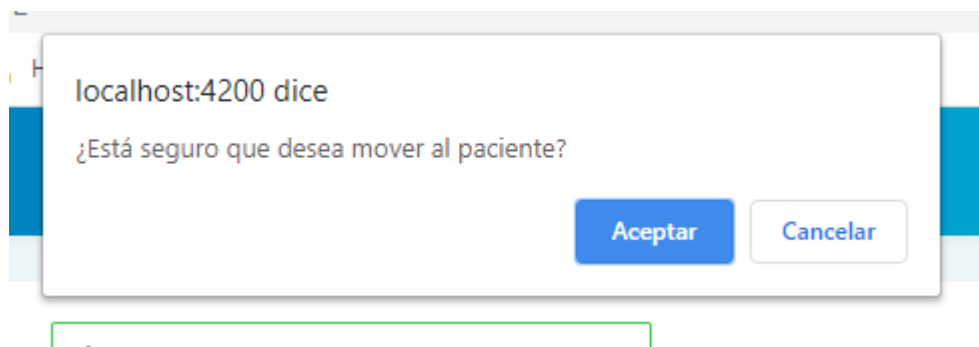 localhost:4200 dice
¿Está seguro que desea mover al paciente?
Aceptar
Cancelar